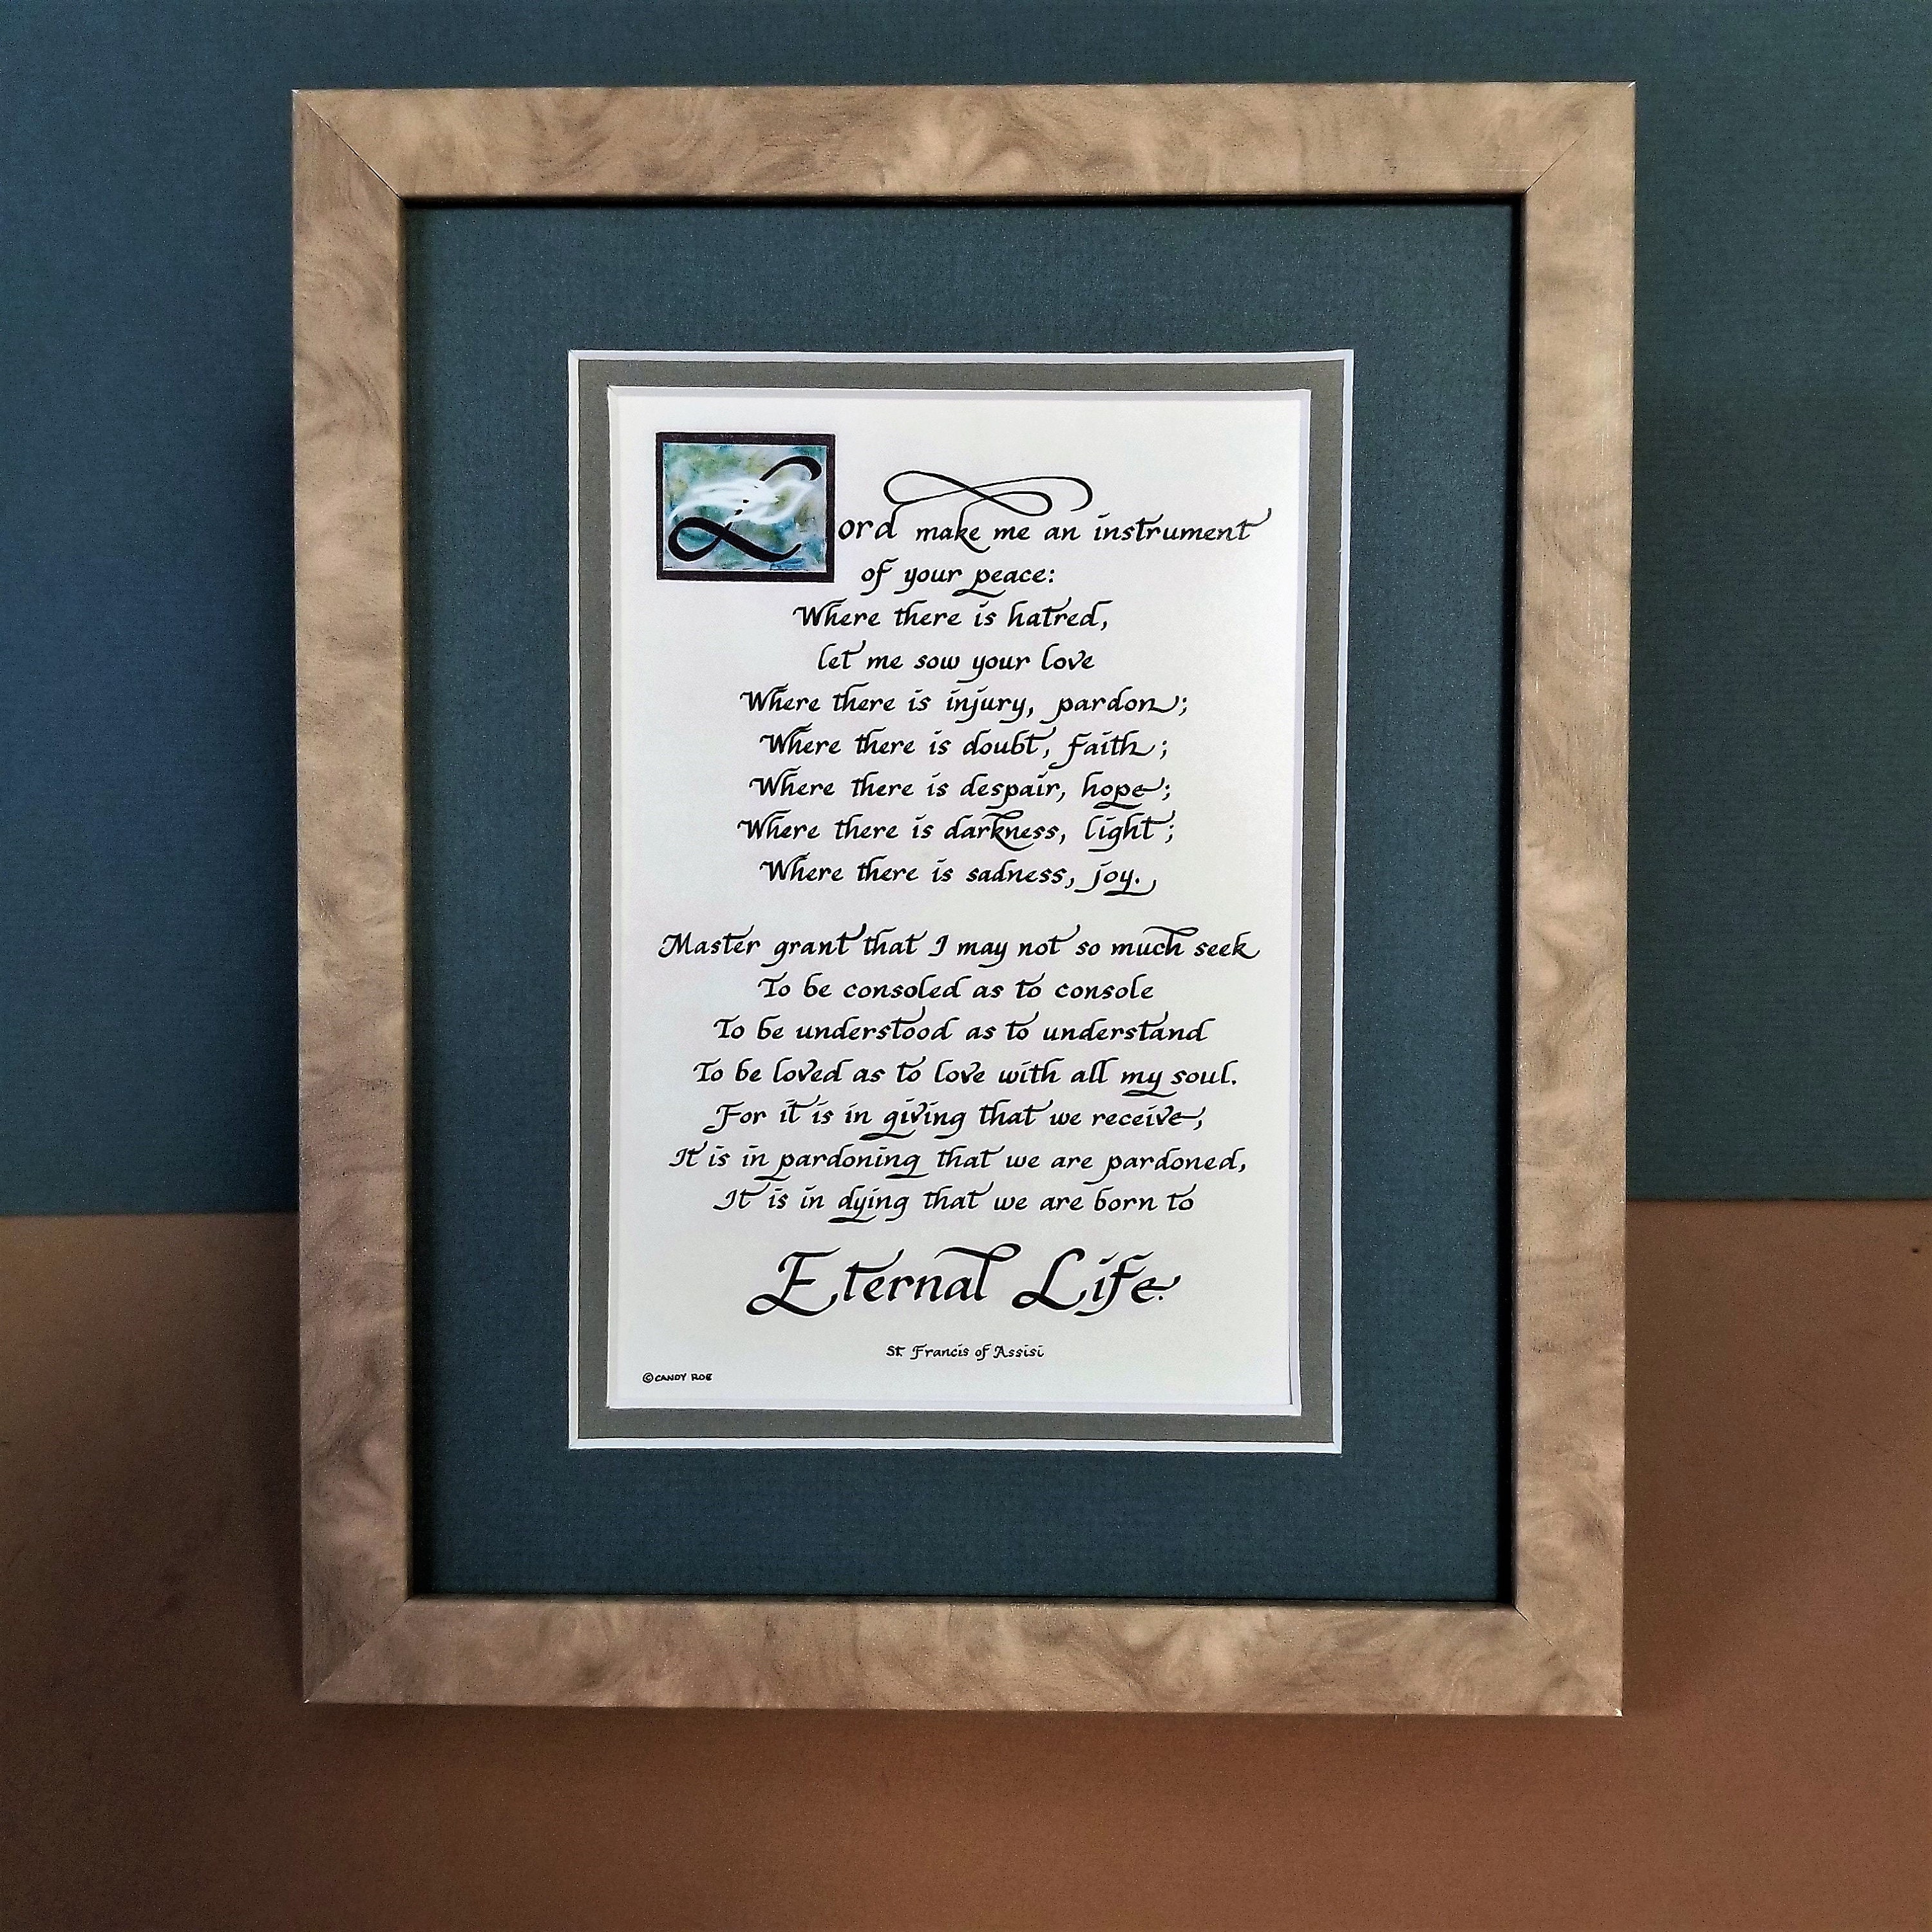 Lord make me an instrument
of your peace:
Where there is hatred,
let me sow your love
Where there is injury, pardon;
Where there is doubt, faith;
Where there is despair, hope;
Where there is darkness, light;
Where there is sadness, joy.
Master grant that I may not so much seek
To be consoled as to console
To be understood as to understand
To be loved as to love with all my soul.
For it is in giving that we receive;
It is in pardoning that we are pardoned,
It is in dying that we are born to
Eternal Life.
St Francis of Assisi
©CANDY ROE